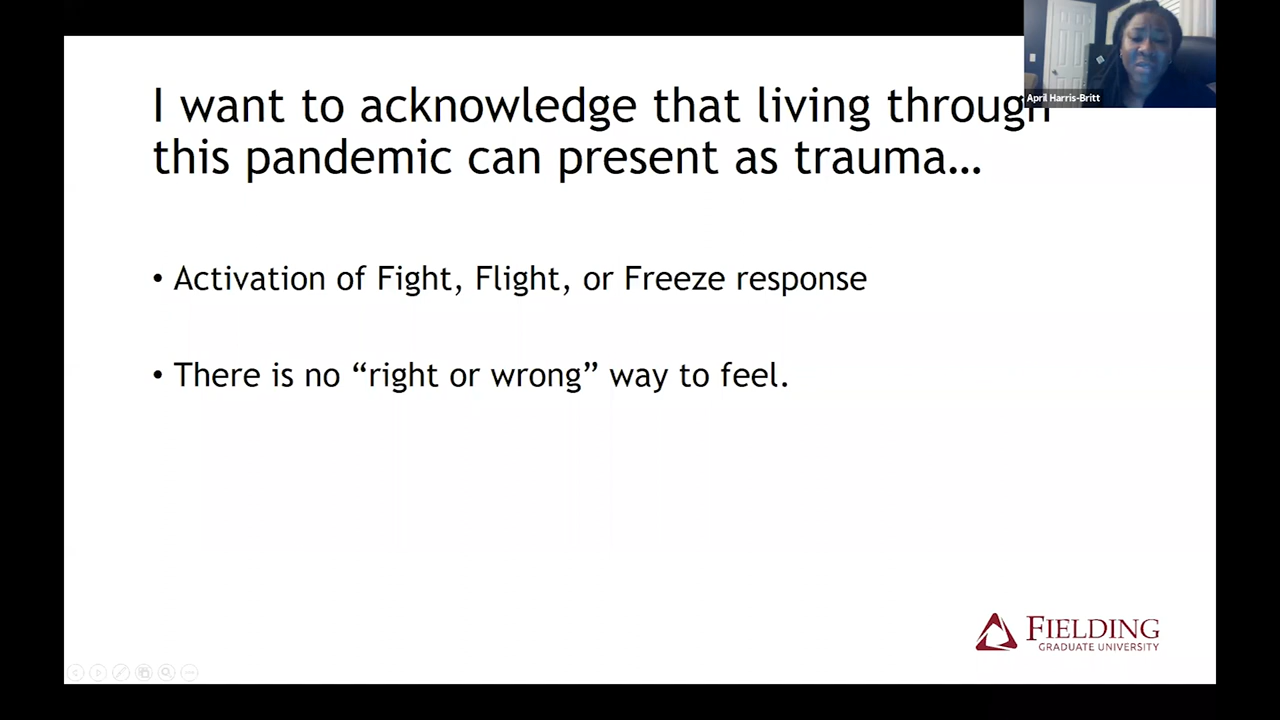 I want to acknowledge that living through
this pandemic can present as trauma…
April Harris-Britt
• Activation of Fight, Flight, or Freeze response
• There is no “right or wrong” way to feel.
FIELDING
GRADUATE UNIVERSITY